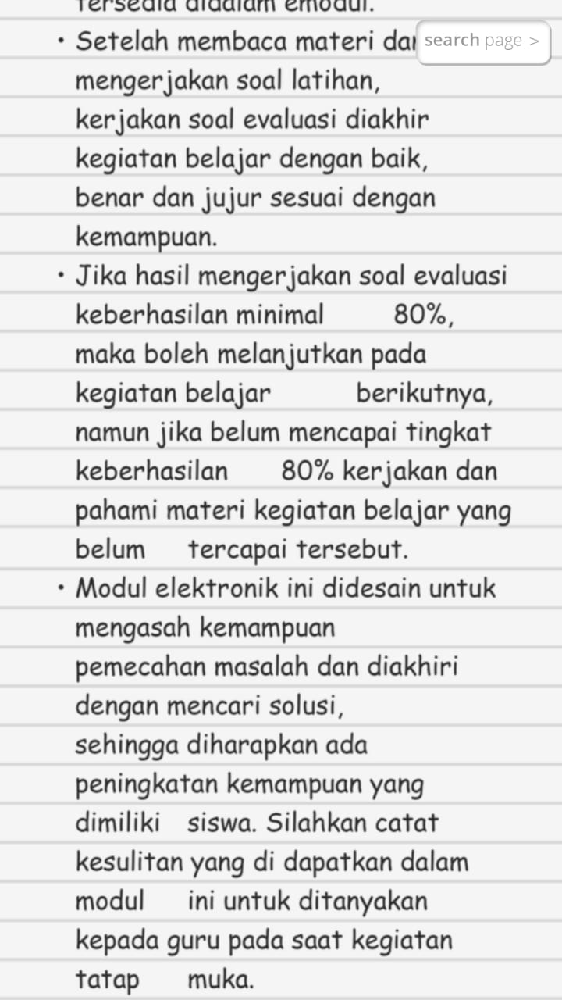 tersedia didalam emodul.
• Setelah membaca materi dan
search page >
mengerjakan soal latihan,
kerjakan soal evaluasi diakhir
kegiatan belajar dengan baik,
benar dan jujur sesuai dengan
kemampuan.
• Jika hasil mengerjakan soal evaluasi
keberhasilan minimal 80%,
maka boleh melanjutkan pada
kegiatan belajar berikutnya,
namun jika belum mencapai tingkat
keberhasilan 80% kerjakan dan
pahami materi kegiatan belajar yang
belum tercapai tersebut.
• Modul elektronik ini didesain untuk
mengasah kemampuan
pemecahan masalah dan diakhiri
dengan mencari solusi,
sehingga diharapkan ada
peningkatan kemampuan yang
dimiliki siswa. Silahkan catat
kesulitan yang di dapatkan dalam
modul ini untuk ditanyakan
kepada guru pada saat kegiatan
tatap muka.